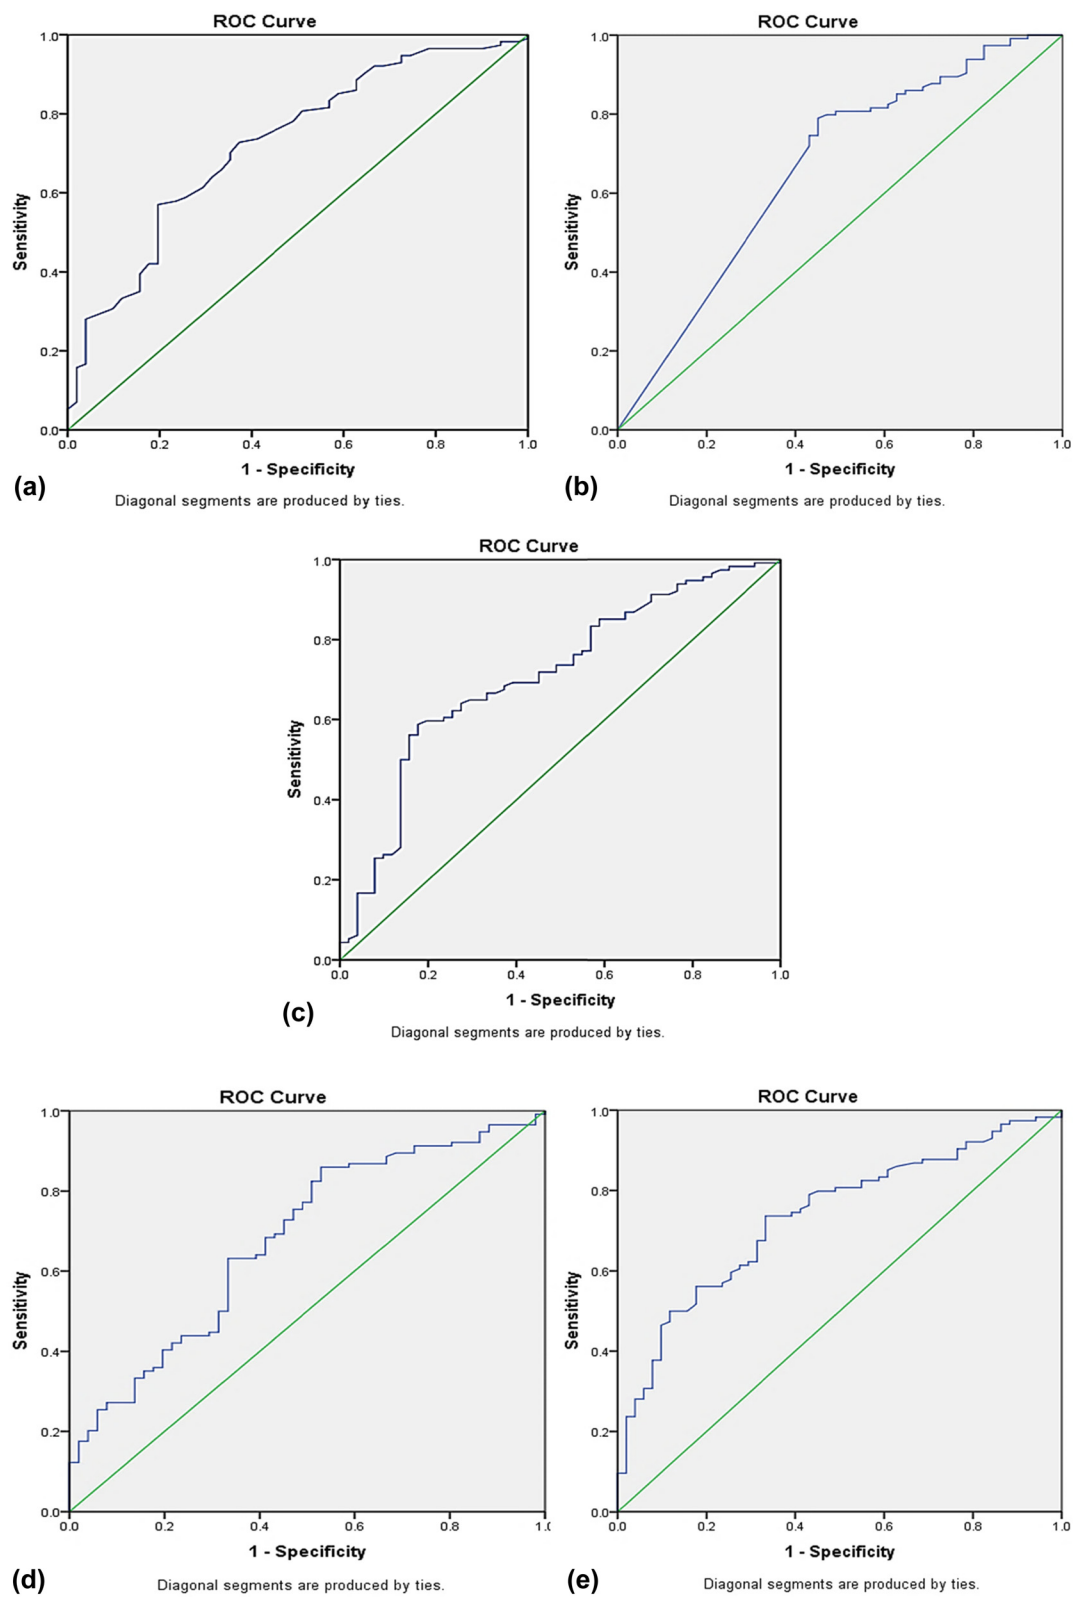 ROC Curve
1.0
0.8
0.6
0.4
0.2
0.0
Sensitivity
0.0 0.2 0.4 0.6 0.8 1.0
1 - Specificity
(a)
Diagonal segments are produced by ties.
ROC Curve
1.0
0.8
0.6
0.4
0.2
0.0
Sensitivity
0.0 0.2 0.4 0.6 0.8 1.0
1 - Specificity
(b)
Diagonal segments are produced by ties.
ROC Curve
1.0
0.8
0.6
0.4
0.2
0.0
Sensitivity
0.0 0.2 0.4 0.6 0.8 1.0
1 - Specificity
(c)
Diagonal segments are produced by ties.
ROC Curve
1.0
0.8
0.6
0.4
0.2
0.0
Sensitivity
0.0 0.2 0.4 0.6 0.8 1.0
1 - Specificity
(d)
Diagonal segments are produced by ties.
ROC Curve
1.0
0.8
0.6
0.4
0.2
0.0
Sensitivity
0.0 0.2 0.4 0.6 0.8 1.0
1 - Specificity
(e)
Diagonal segments are produced by ties.